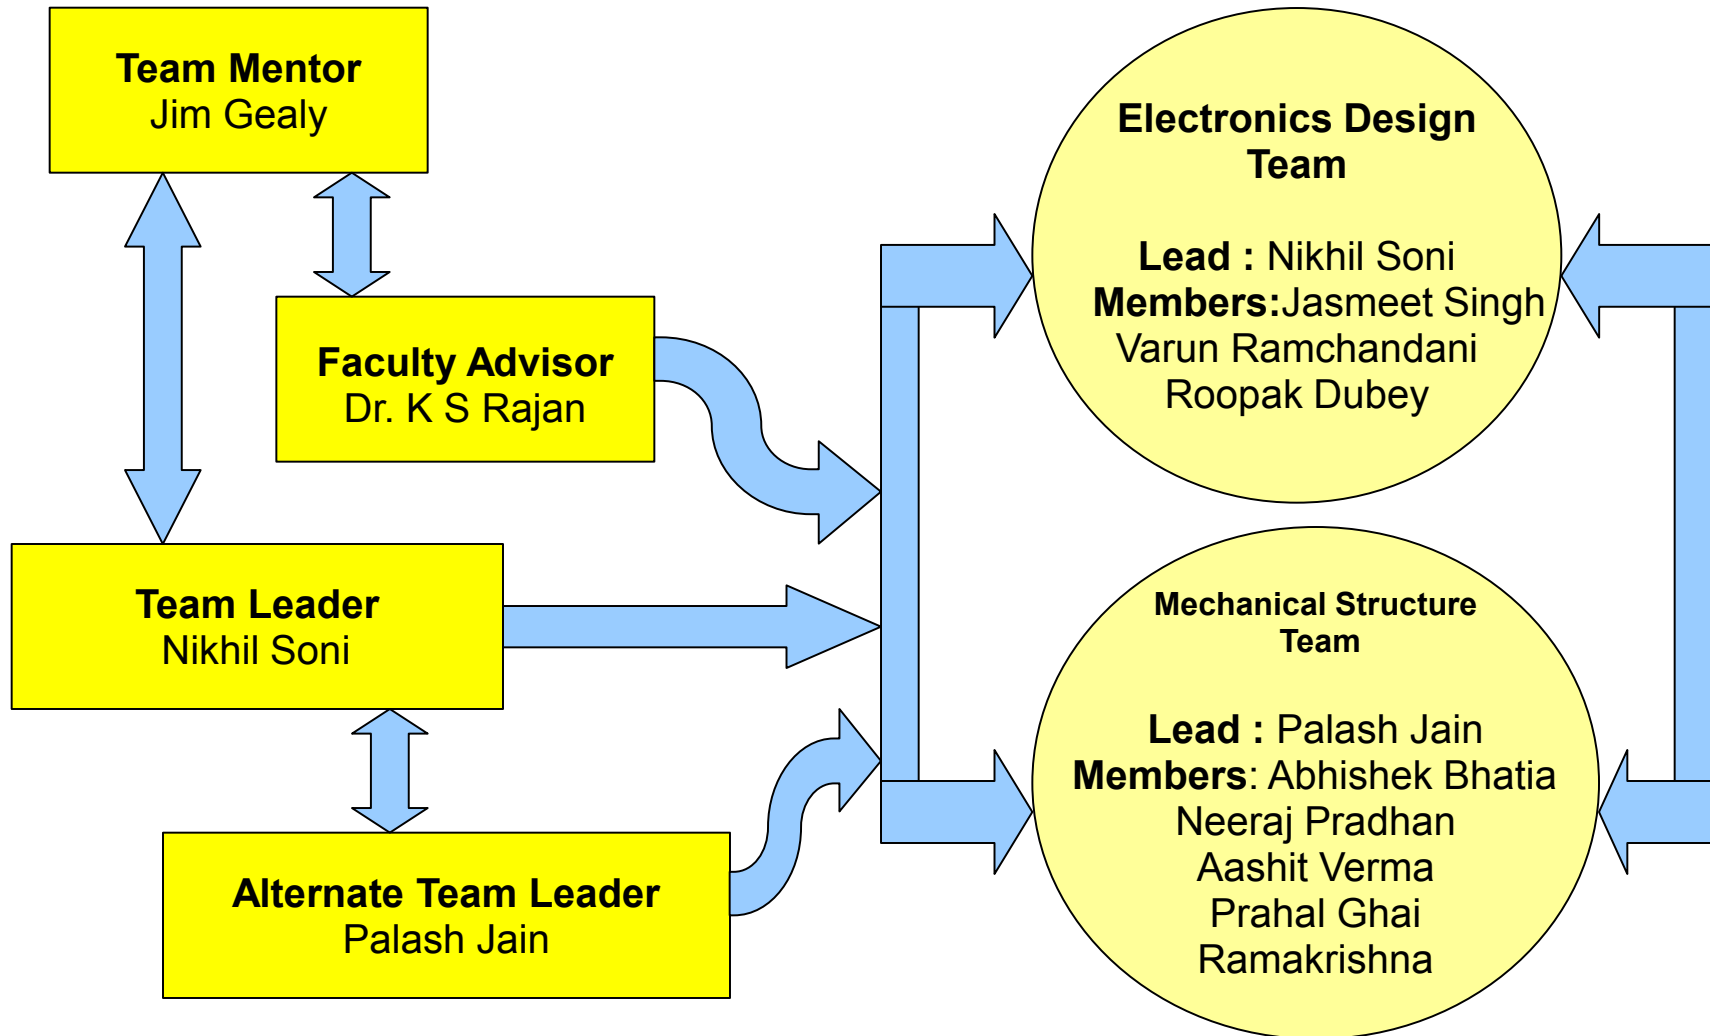 Team Mentor
Jim Gealy
Faculty Advisor
Dr. K S Rajan
Team Leader
Nikhil Soni
Alternate Team Leader
Palash Jain
Electronics Design
Team
Lead : Nikhil Soni
Members:Jasmeet Singh
Varun Ramchandani
Roopak Dubey
Mechanical Structure
Team
Lead : Palash Jain
Members: Abhishek Bhatia
Neeraj Pradhan
Aashit Verma
Prahal Ghai
Ramakrishna